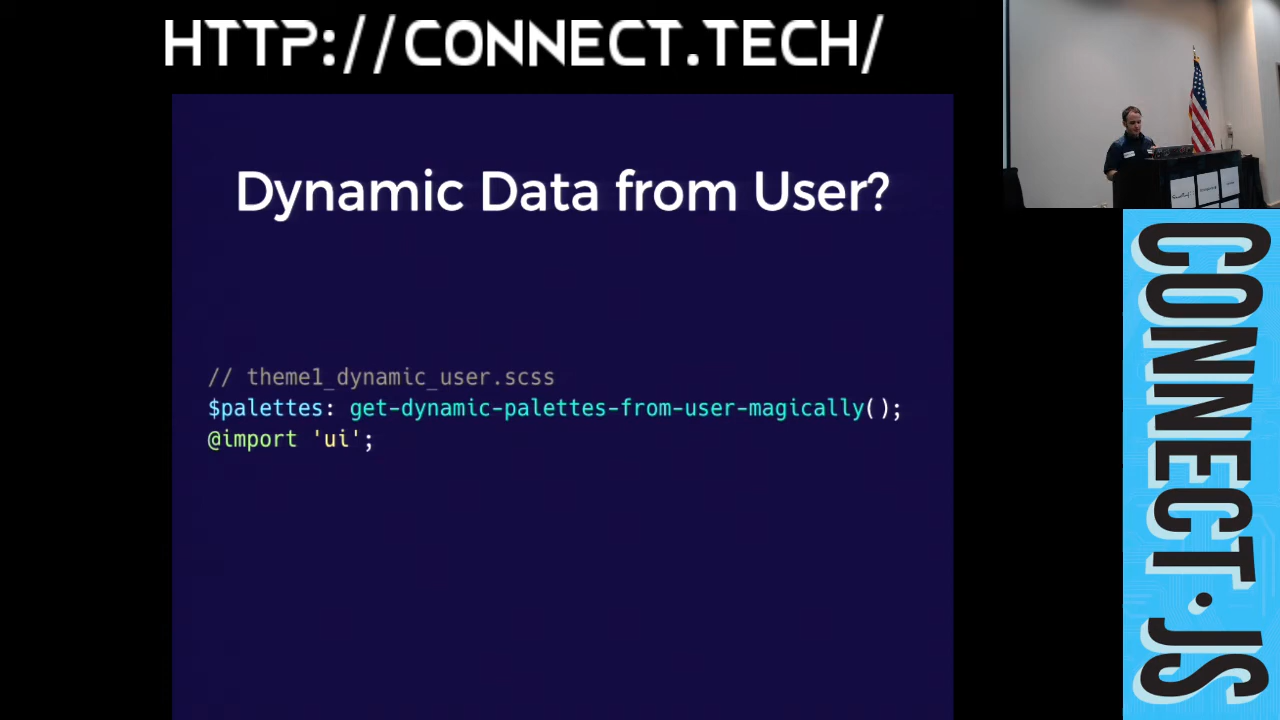 HTTP://CONNECT.TECH/
Dynamic Data from User?
// theme1_dynamic_user.scss
$palettes: get-dynamic-palettes-from-user-magically();
@import 'ui';
CONNECT.JS